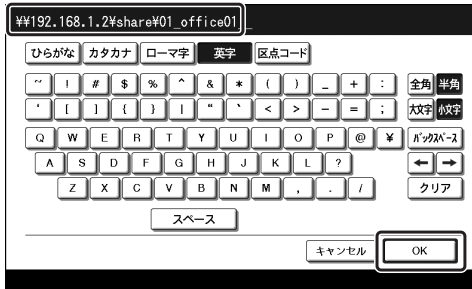 ¥¥192.168.1.2¥share¥01_office01_
ひらがな カタカナ ローマ字 英字 区点コード
~ ! # $ % ^ & * ( ) _ + : 全角 半角
' [ ] { } | " ` < > - = ; 大文字 小文字
Q W E R T Y U I O P @ ¥ バックスペース
A S D F G H J K L ? ← →
Z X C V B N M , . / クリア
スペース
キャンセル OK